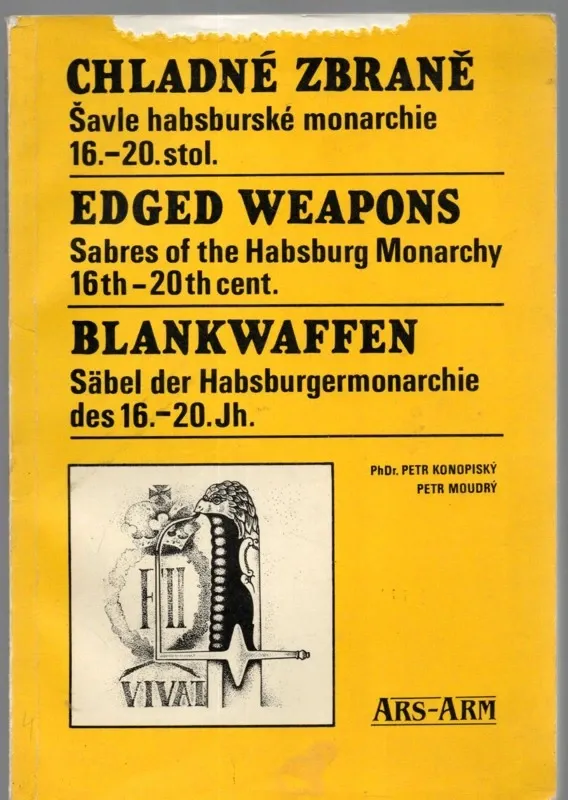 CHLADNÉ ZBRANĚ
Šavle habsburské monarchie
16.–20. stol.
EDGED WEAPONS
Sabres of the Habsburg Monarchy
16th – 20th cent.
BLANKWAFFEN
Säbel der Habsburgermonarchie
des 16.–20. Jh.
PhDr. PETR KONOPISKÝ
PETR MOUDRÝ
VIVAT
ARS–ARM
4